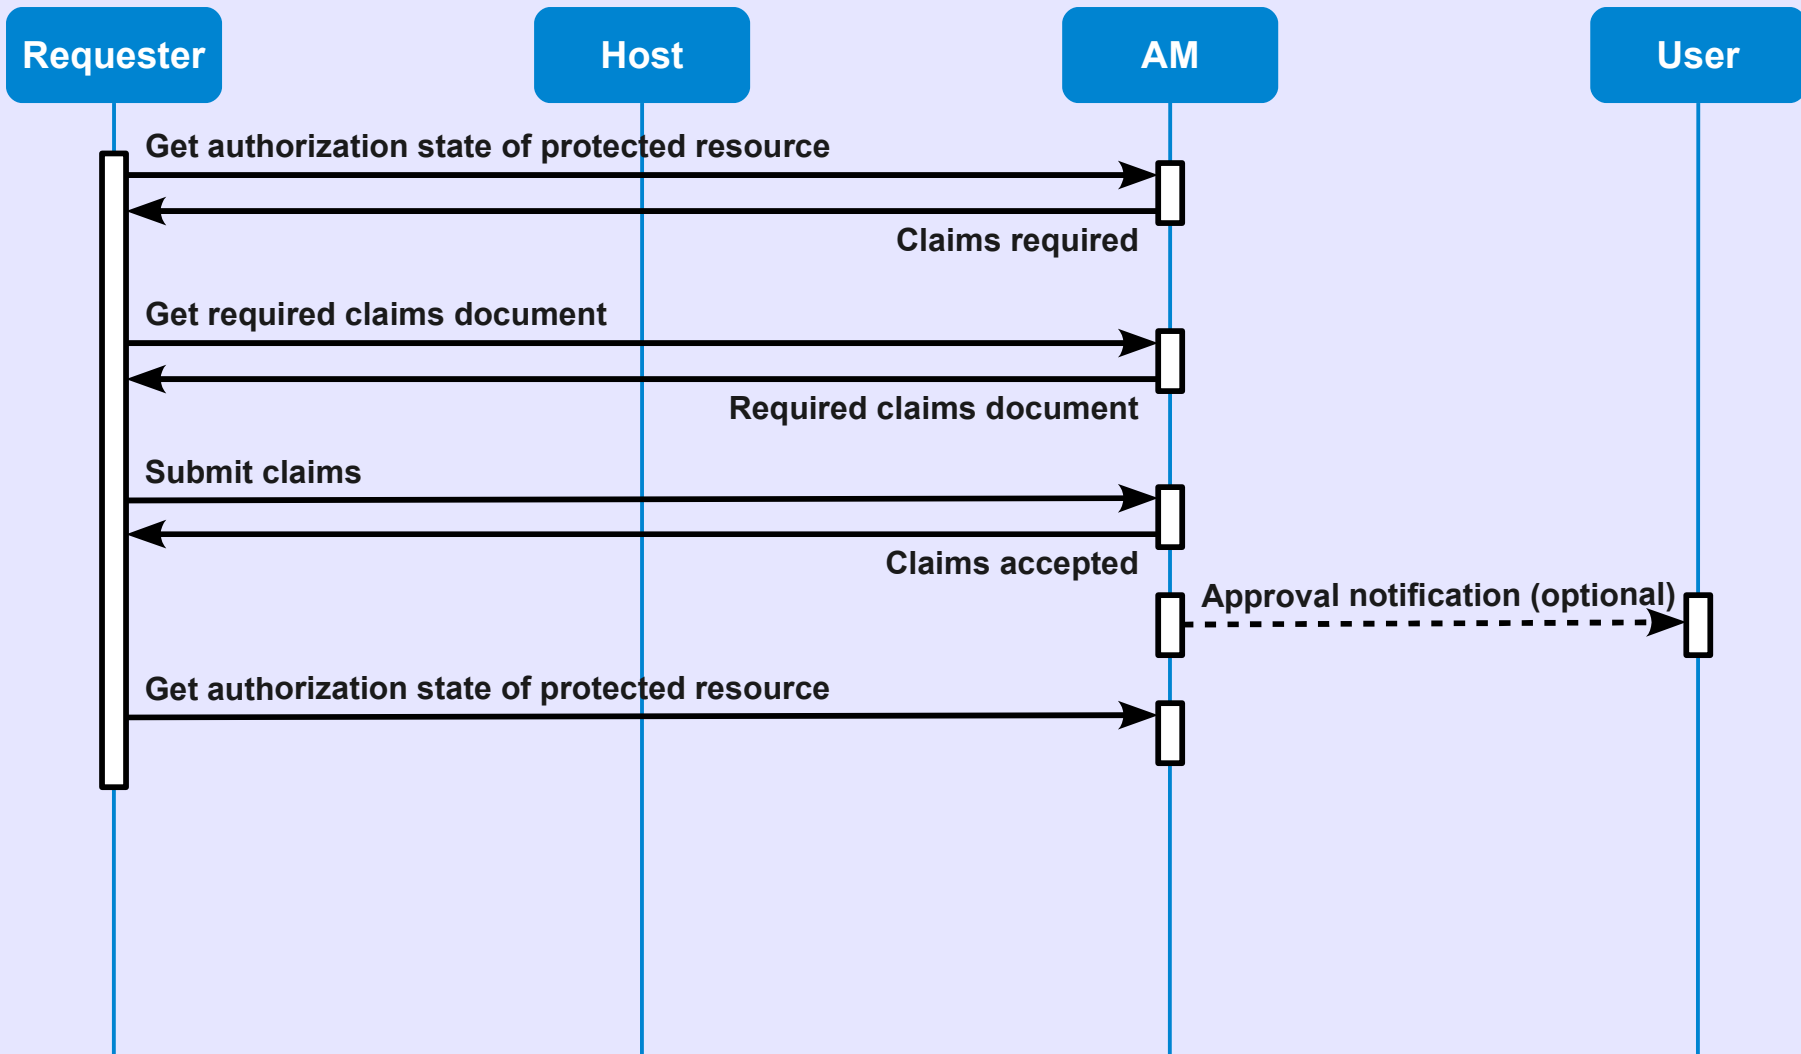 Requester
Host
AM
User
Get authorization state of protected resource
Claims required
Get required claims document
Required claims document
Submit claims
Claims accepted
Approval notification (optional)
Get authorization state of protected resource